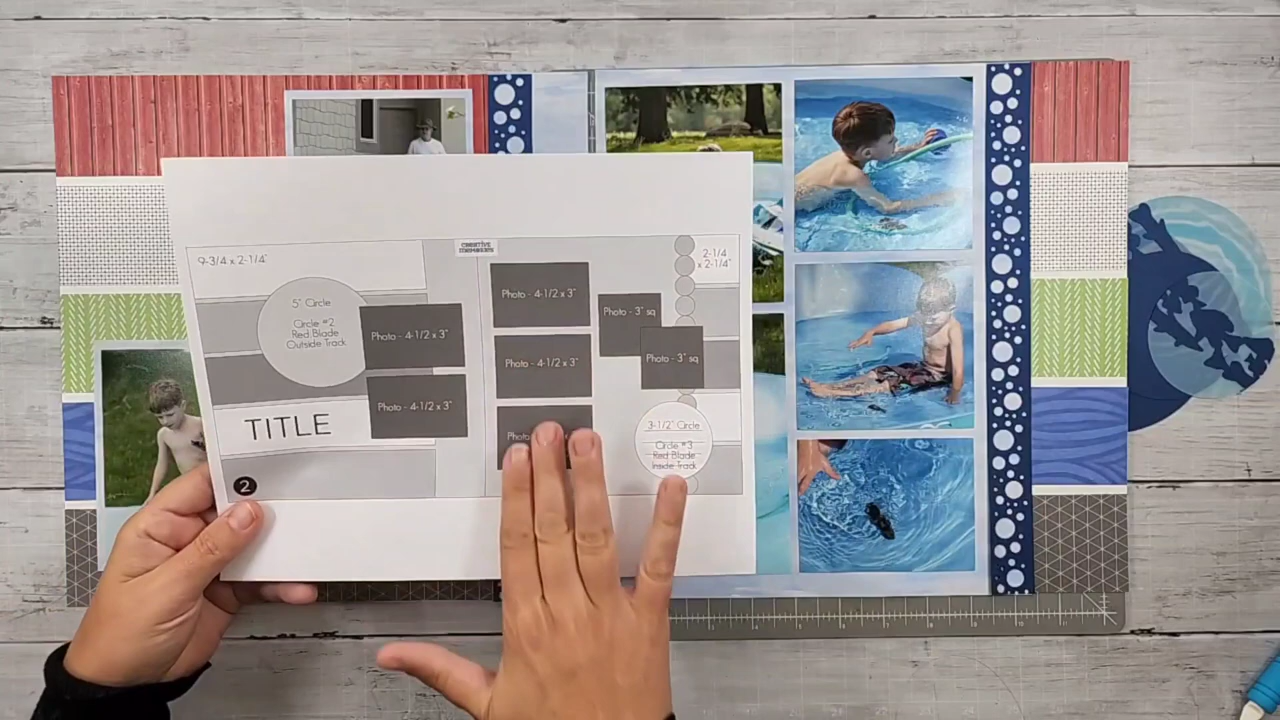 CREATIVE
MEMORIES
9-3/4 x 2-1/4"
2-1/4
x 2-1/4"
5" Circle
Circle #2
Red Blade
Outside Track
Photo - 4-1/2 x 3"
Photo - 4-1/2 x 3"
TITLE
2
Photo - 4-1/2 x 3"
Photo - 4-1/2 x 3"
Photo - 3" sq
Photo - 3" sq
3-1/2" Circle
Circle #3
Red Blade
Inside Track